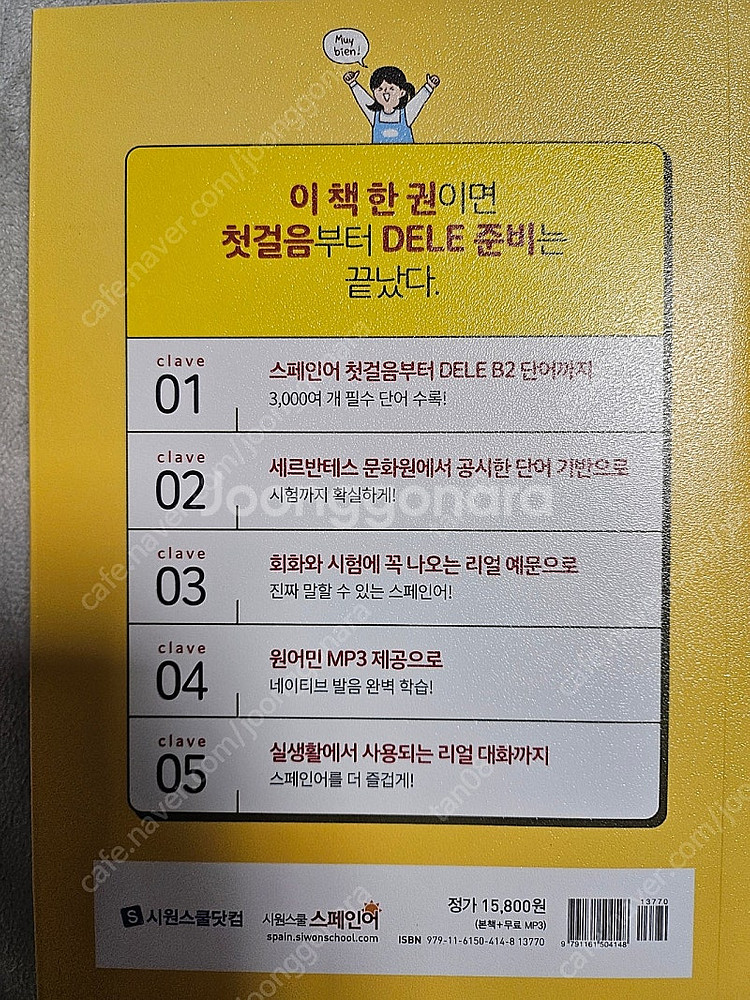 Muy
bien!
이 책 한 권이면
첫걸음부터 DELE 준비는
끝났다.
clave
01
스페인어 첫걸음부터 DELE B2 단어까지
3,000여 개 필수 단어 수록!
clave
02
세르반테스 문화원에서 공시한 단어 기반으로
시험까지 확실하게!
Joonggonara
clave
03
회화와 시험에 꼭 나오는 리얼 예문으로
진짜 말할 수 있는 스페인어!
clave
04
원어민 MP3 제공으로
네이티브 발음 완벽 학습!
clave
05
실생활에서 사용되는 리얼 대화까지
스페인어를 더 즐겁게!
S 시원스쿨닷컴
시원스쿨 스페인어
spain.siwonschool.com
정가 15,800원
(본책+무료 MP3)
ISBN 979-11-6150-414-8 13770
13770
9 791161 504148
cafe.naver.com/joonggonara